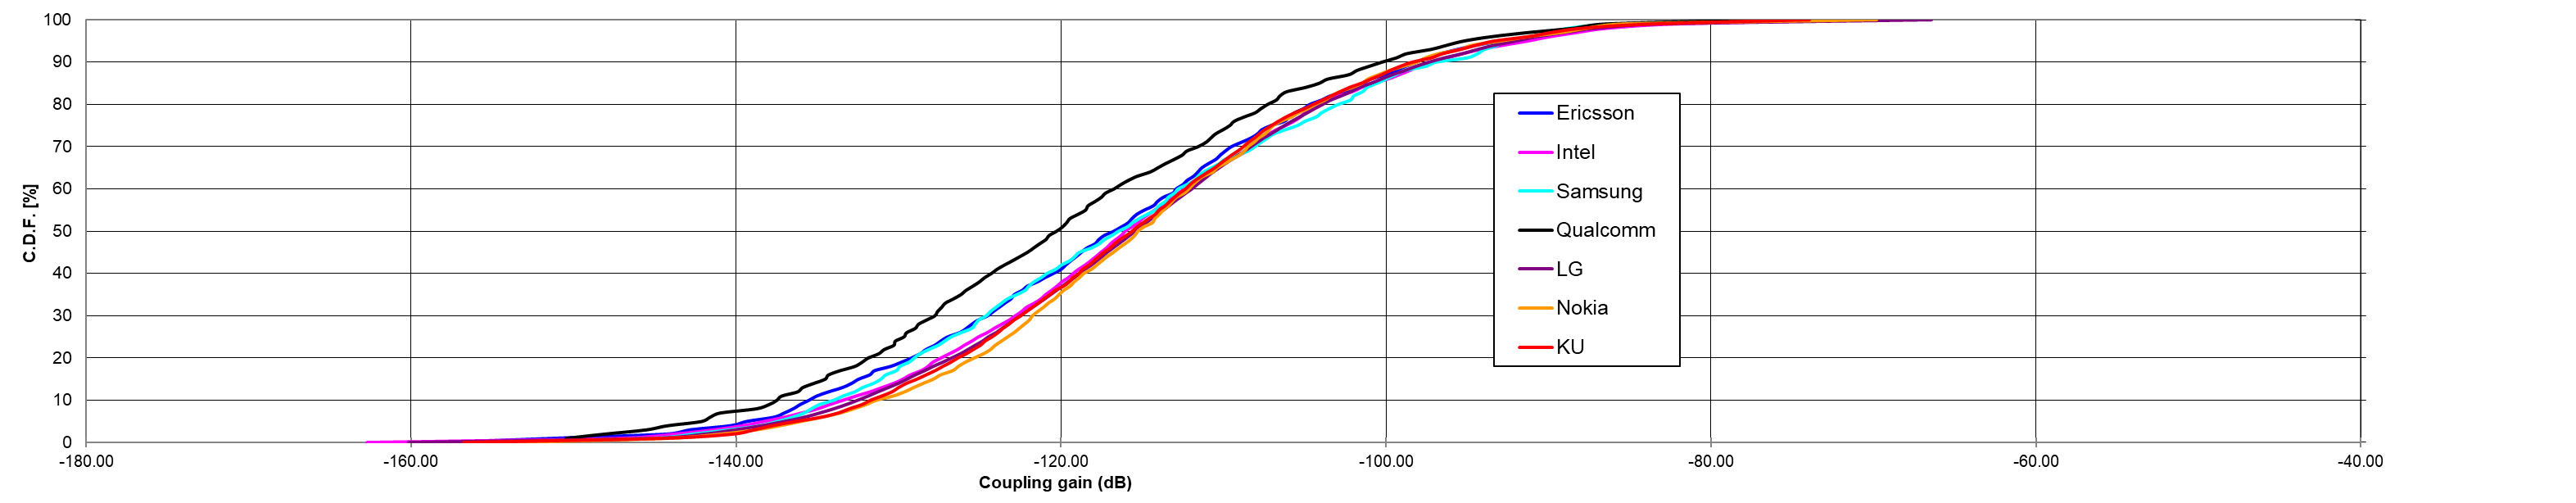 100
90
80
70
60
50
40
30
20
10
0
C.D.F. [%]
-180.00 -160.00 -140.00 -120.00 -100.00 -80.00 -60.00 -40.00
Coupling gain (dB)
Ericsson
Intel
Samsung
Qualcomm
LG
Nokia
KU